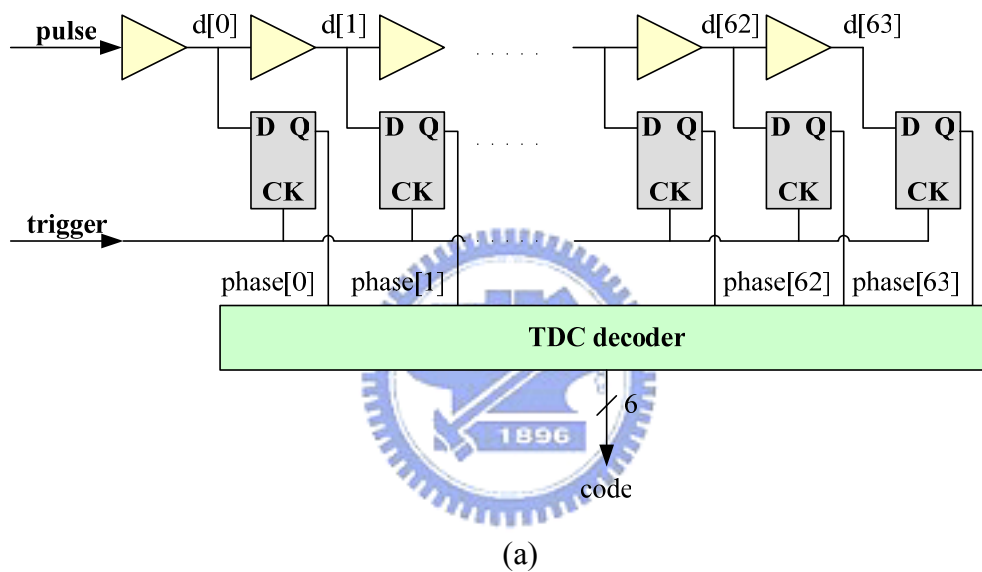 pulse
d[0]
d[1]
d[62]
d[63]
. . . . .
D Q
CK
D Q
CK
. . . . .
D Q
CK
D Q
CK
D Q
CK
trigger
. . . . .
phase[0]
phase[1]
phase[62]
phase[63]
TDC decoder
6
1896
code
(a)